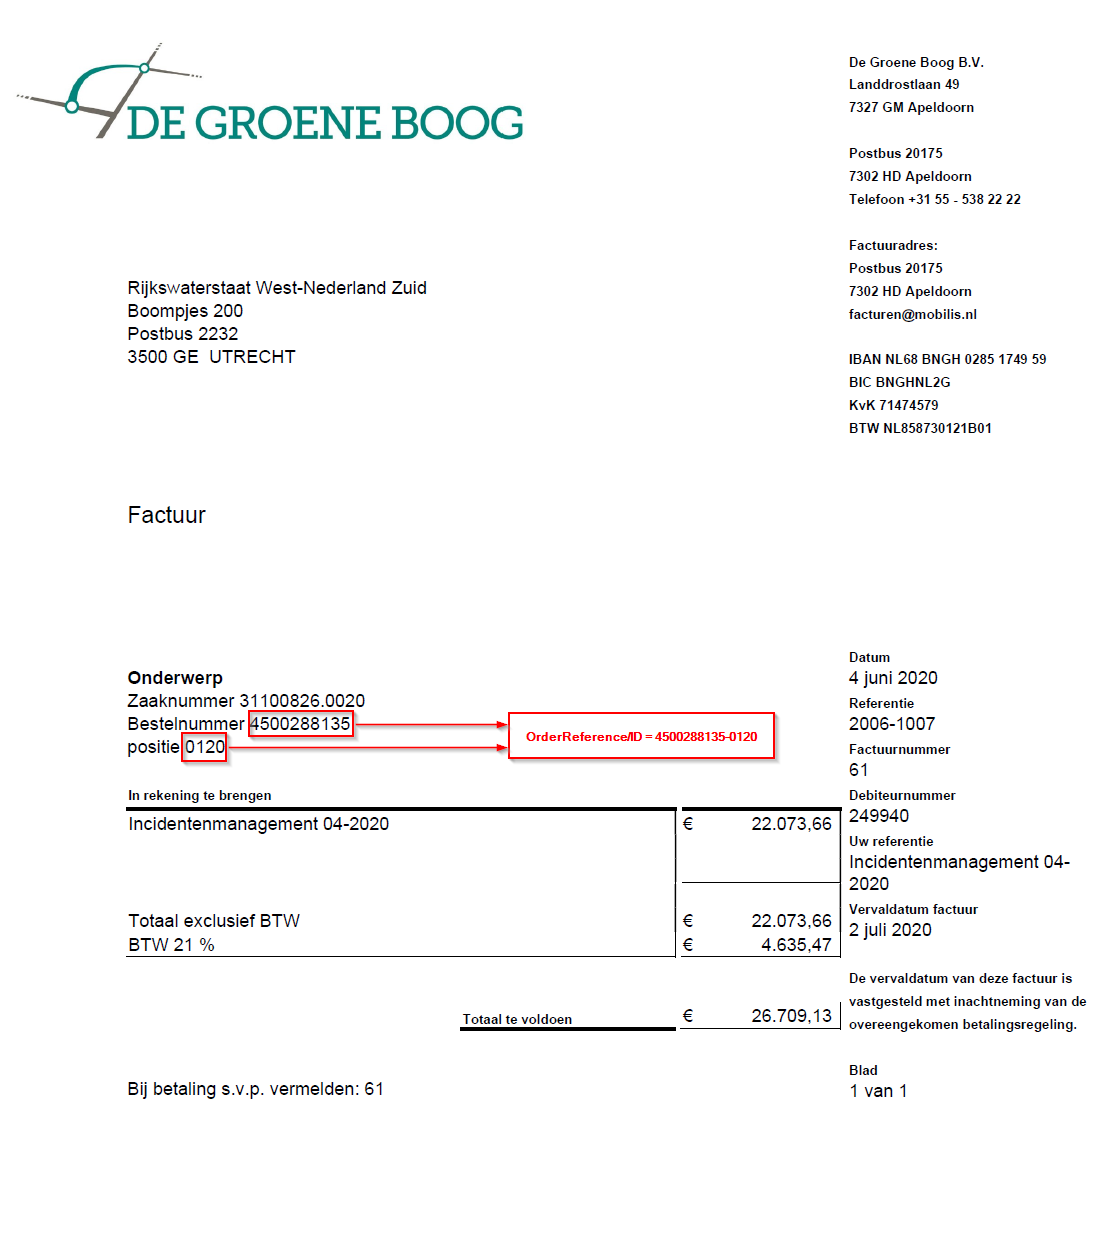 DE GROENE BOOG
De Groene Boog B.V.
Landdrostlaan 49
7327 GM Apeldoorn
Postbus 20175
7302 HD Apeldoorn
Telefoon +31 55 - 538 22 22
Factuuradres:
Postbus 20175
7302 HD Apeldoorn
facturen@mobilis.nl
IBAN NL68 BNGH 0285 1749 59
BIC BNGHNL2G
KvK 71474579
BTW NL858730121B01
Rijkswaterstaat West-Nederland Zuid
Boompjes 200
Postbus 2232
3500 GE  UTRECHT
Factuur
Onderwerp
Zaaknummer 31100826.0020
Bestelnummer 4500288135
positie 0120
OrderReference/ID = 4500288135-0120
In rekening te brengen
Incidentenmanagement 04-2020 € 22.073,66
Totaal exclusief BTW € 22.073,66
BTW 21 % € 4.635,47
Totaal te voldoen € 26.709,13
Bij betaling s.v.p. vermelden: 61
Datum
4 juni 2020
Referentie
2006-1007
Factuurnummer
61
Debiteurnummer
249940
Uw referentie
Incidentenmanagement 04-
2020
Vervaldatum factuur
2 juli 2020
De vervaldatum van deze factuur is
vastgesteld met inachtneming van de
overeengekomen betalingsregeling.
Blad
1 van 1